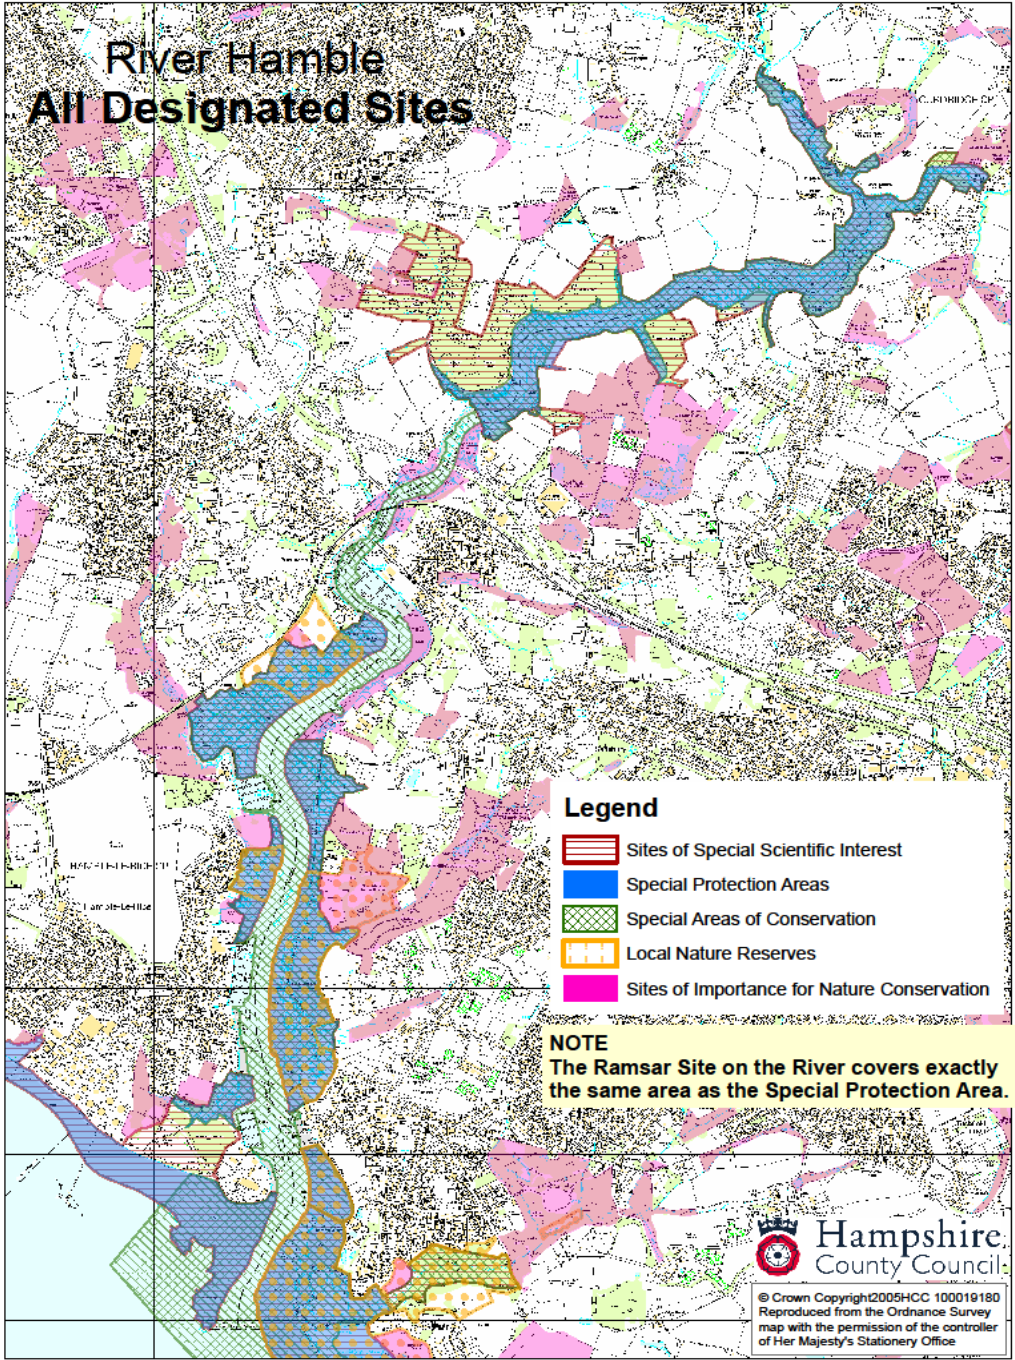 River Hamble
All Designated Sites
Legend
Sites of Special Scientific Interest
Special Protection Areas
Special Areas of Conservation
Local Nature Reserves
Sites of Importance for Nature Conservation
NOTE
The Ramsar Site on the River covers exactly
the same area as the Special Protection Area.
Hampshire
County Council
© Crown Copyright2005HCC 100019180
Reproduced from the Ordnance Survey
map with the permission of the controller
of Her Majesty's Stationery Office